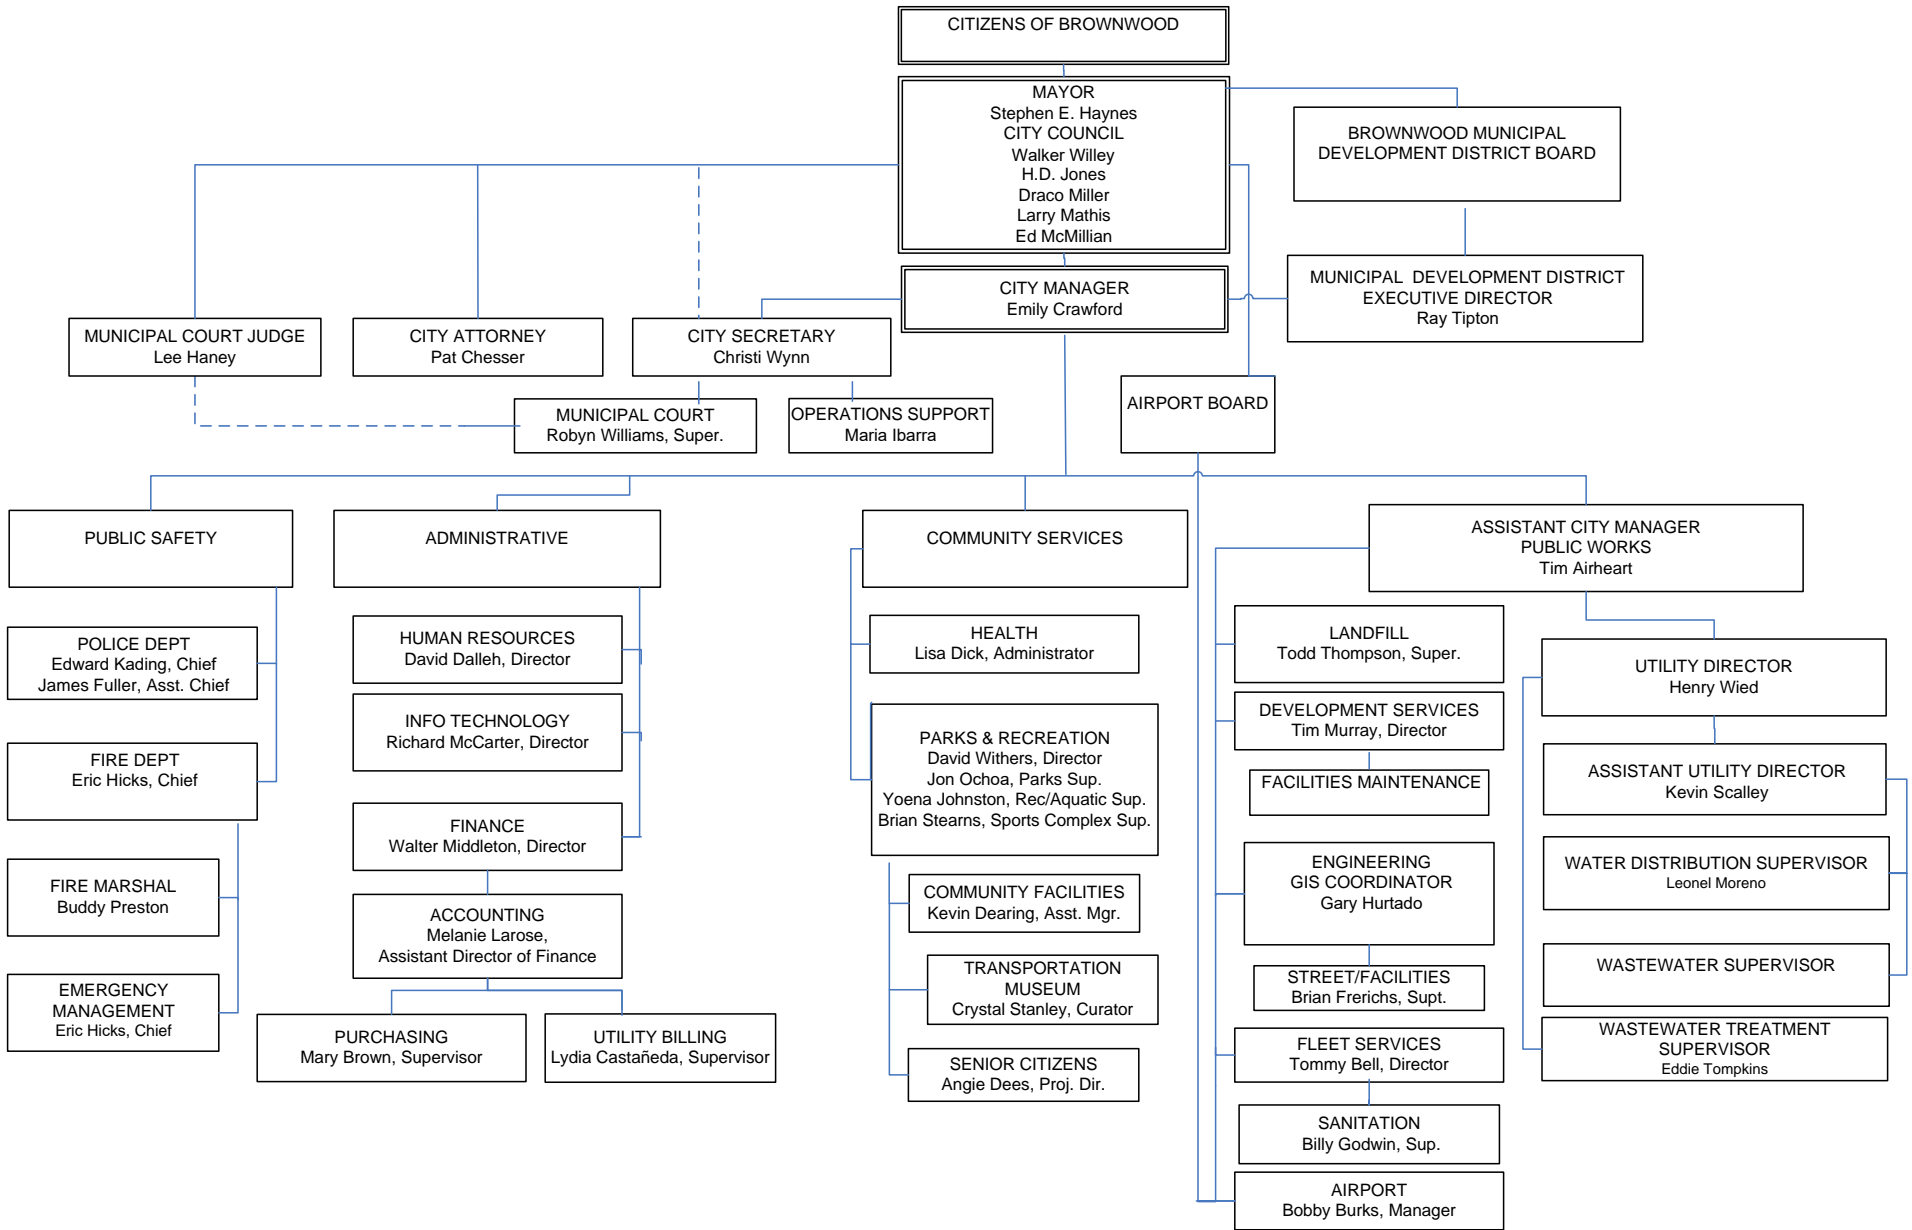 CITIZENS OF BROWNWOOD
MAYOR
Stephen E. Haynes
CITY COUNCIL
Walker Willey
H.D. Jones
Draco Miller
Larry Mathis
Ed McMillian
BROWNWOOD MUNICIPAL
DEVELOPMENT DISTRICT BOARD
CITY MANAGER
Emily Crawford
MUNICIPAL DEVELOPMENT DISTRICT
EXECUTIVE DIRECTOR
Ray Tipton
MUNICIPAL COURT JUDGE
Lee Haney
CITY ATTORNEY
Pat Chesser
CITY SECRETARY
Christi Wynn
MUNICIPAL COURT
Robyn Williams, Super.
OPERATIONS SUPPORT
Maria Ibarra
AIRPORT BOARD
PUBLIC SAFETY
POLICE DEPT
Edward Kading, Chief
James Fuller, Asst. Chief
FIRE DEPT
Eric Hicks, Chief
FIRE MARSHAL
Buddy Preston
EMERGENCY
MANAGEMENT
Eric Hicks, Chief
ADMINISTRATIVE
HUMAN RESOURCES
David Dalleh, Director
INFO TECHNOLOGY
Richard McCarter, Director
FINANCE
Walter Middleton, Director
ACCOUNTING
Melanie Larose,
Assistant Director of Finance
PURCHASING
Mary Brown, Supervisor
UTILITY BILLING
Lydia Castañeda, Supervisor
COMMUNITY SERVICES
HEALTH
Lisa Dick, Administrator
PARKS & RECREATION
David Withers, Director
Jon Ochoa, Parks Sup.
Yoena Johnston, Rec/Aquatic Sup.
Brian Stearns, Sports Complex Sup.
COMMUNITY FACILITIES
Kevin Dearing, Asst. Mgr.
TRANSPORTATION
MUSEUM
Crystal Stanley, Curator
SENIOR CITIZENS
Angie Dees, Proj. Dir.
ASSISTANT CITY MANAGER
PUBLIC WORKS
Tim Airheart
LANDFILL
Todd Thompson, Super.
DEVELOPMENT SERVICES
Tim Murray, Director
FACILITIES MAINTENANCE
ENGINEERING
GIS COORDINATOR
Gary Hurtado
STREET/FACILITIES
Brian Frerichs, Supt.
FLEET SERVICES
Tommy Bell, Director
SANITATION
Billy Godwin, Sup.
AIRPORT
Bobby Burks, Manager
UTILITY DIRECTOR
Henry Wied
ASSISTANT UTILITY DIRECTOR
Kevin Scalley
WATER DISTRIBUTION SUPERVISOR
Leonel Moreno
WASTEWATER SUPERVISOR
WASTEWATER TREATMENT
SUPERVISOR
Eddie Tompkins